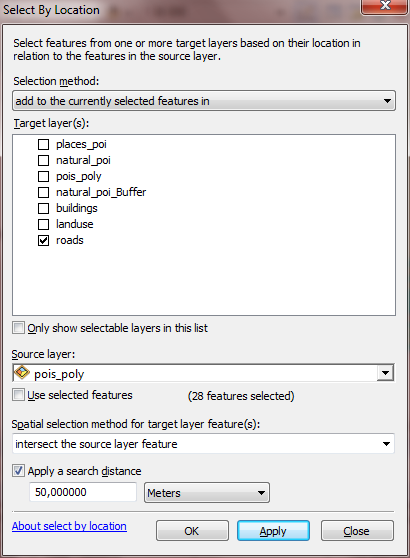 Select By Location
Select features from one or more target layers based on their location in
relation to the features in the source layer.
Selection method:
add to the currently selected features in
Target layer(s):
places_poi
natural_poi
pois_poly
natural_poi_Buffer
buildings
landuse
roads
Only show selectable layers in this list
Source layer:
pois_poly
Use selected features (28 features selected)
Spatial selection method for target layer feature(s):
intersect the source layer feature
Apply a search distance
50,000000 Meters
About select by location OK Apply Close